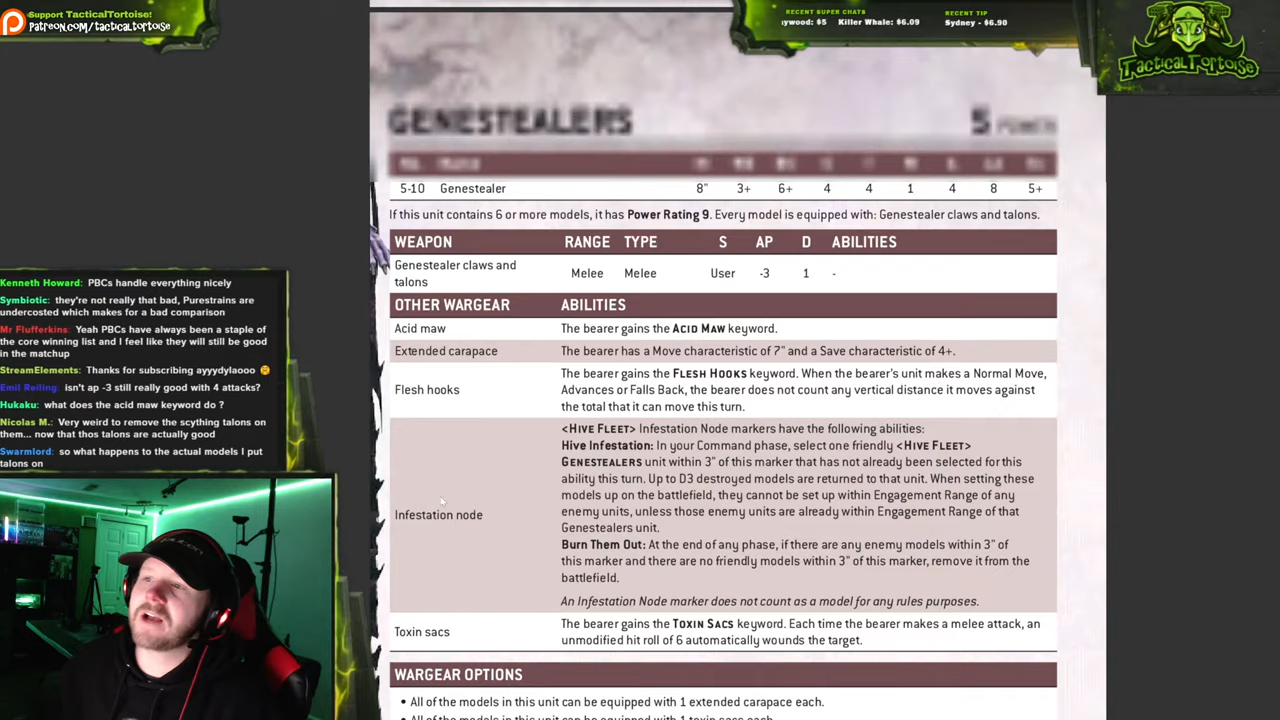 Support TacticalTortoise!
Patreon.com/tacticaltortoise
RECENT SUPER CHATS
ywood: $5 Killer Whale: $6.09
RECENT TIP
Sydney - $6.90
TACTICALTORTOISE
GENESTEALERS
5 POWER
5-10 Genestealer 8" 3+ 6+ 4 4 1 4 8 5+
If this unit contains 6 or more models, it has Power Rating 9. Every model is equipped with: Genestealer claws and talons.
WEAPON RANGE TYPE S AP D ABILITIES
Genestealer claws and
talons
Melee Melee User -3 1 -
OTHER WARGEAR ABILITIES
Acid maw The bearer gains the ACID MAW keyword.
Extended carapace The bearer has a Move characteristic of 7" and a Save characteristic of 4+.
Flesh hooks
The bearer gains the FLESH HOOKS keyword. When the bearer's unit makes a Normal Move,
Advances or Falls Back, the bearer does not count any vertical distance it moves against
the total that it can move this turn.
Infestation node
<HIVE FLEET> Infestation Node markers have the following abilities:
Hive Infestation: In your Command phase, select one friendly <HIVE FLEET>
GENESTEALERS unit within 3" of this marker that has not already been selected for this
ability this turn. Up to D3 destroyed models are returned to that unit. When setting these
models up on the battlefield, they cannot be set up within Engagement Range of any
enemy units, unless those enemy units are already within Engagement Range of that
Genestealers unit.
Burn Them Out: At the end of any phase, if there are any enemy models within 3" of
this marker and there are no friendly models within 3" of this marker, remove it from the
battlefield.
An Infestation Node marker does not count as a model for any rules purposes.
Toxin sacs
The bearer gains the TOXIN SACS keyword. Each time the bearer makes a melee attack, an
unmodified hit roll of 6 automatically wounds the target.
WARGEAR OPTIONS
• All of the models in this unit can be equipped with 1 extended carapace each.
• All of the models in this unit can be equipped with 1 toxin sacs each.
Kenneth Howard: PBCs handle everything nicely
Symbiotic: they're not really that bad, Purestrains are
undercosted which makes for a bad comparison
Mr Flufferkins: Yeah PBCs have always been a staple of
the core winning list and I feel like they will still be good
in the matchup
StreamElements: Thanks for subscribing ayyydylaooo
Emil Reiling: isn't ap -3 still really good with 4 attacks?
Hukaku: what does the acid maw keyword do ?
Nicolas M.: Very weird to remove the scything talons on
them... now that thos talons are actually good
Swarmlord: so what happens to the actual models I put
talons on